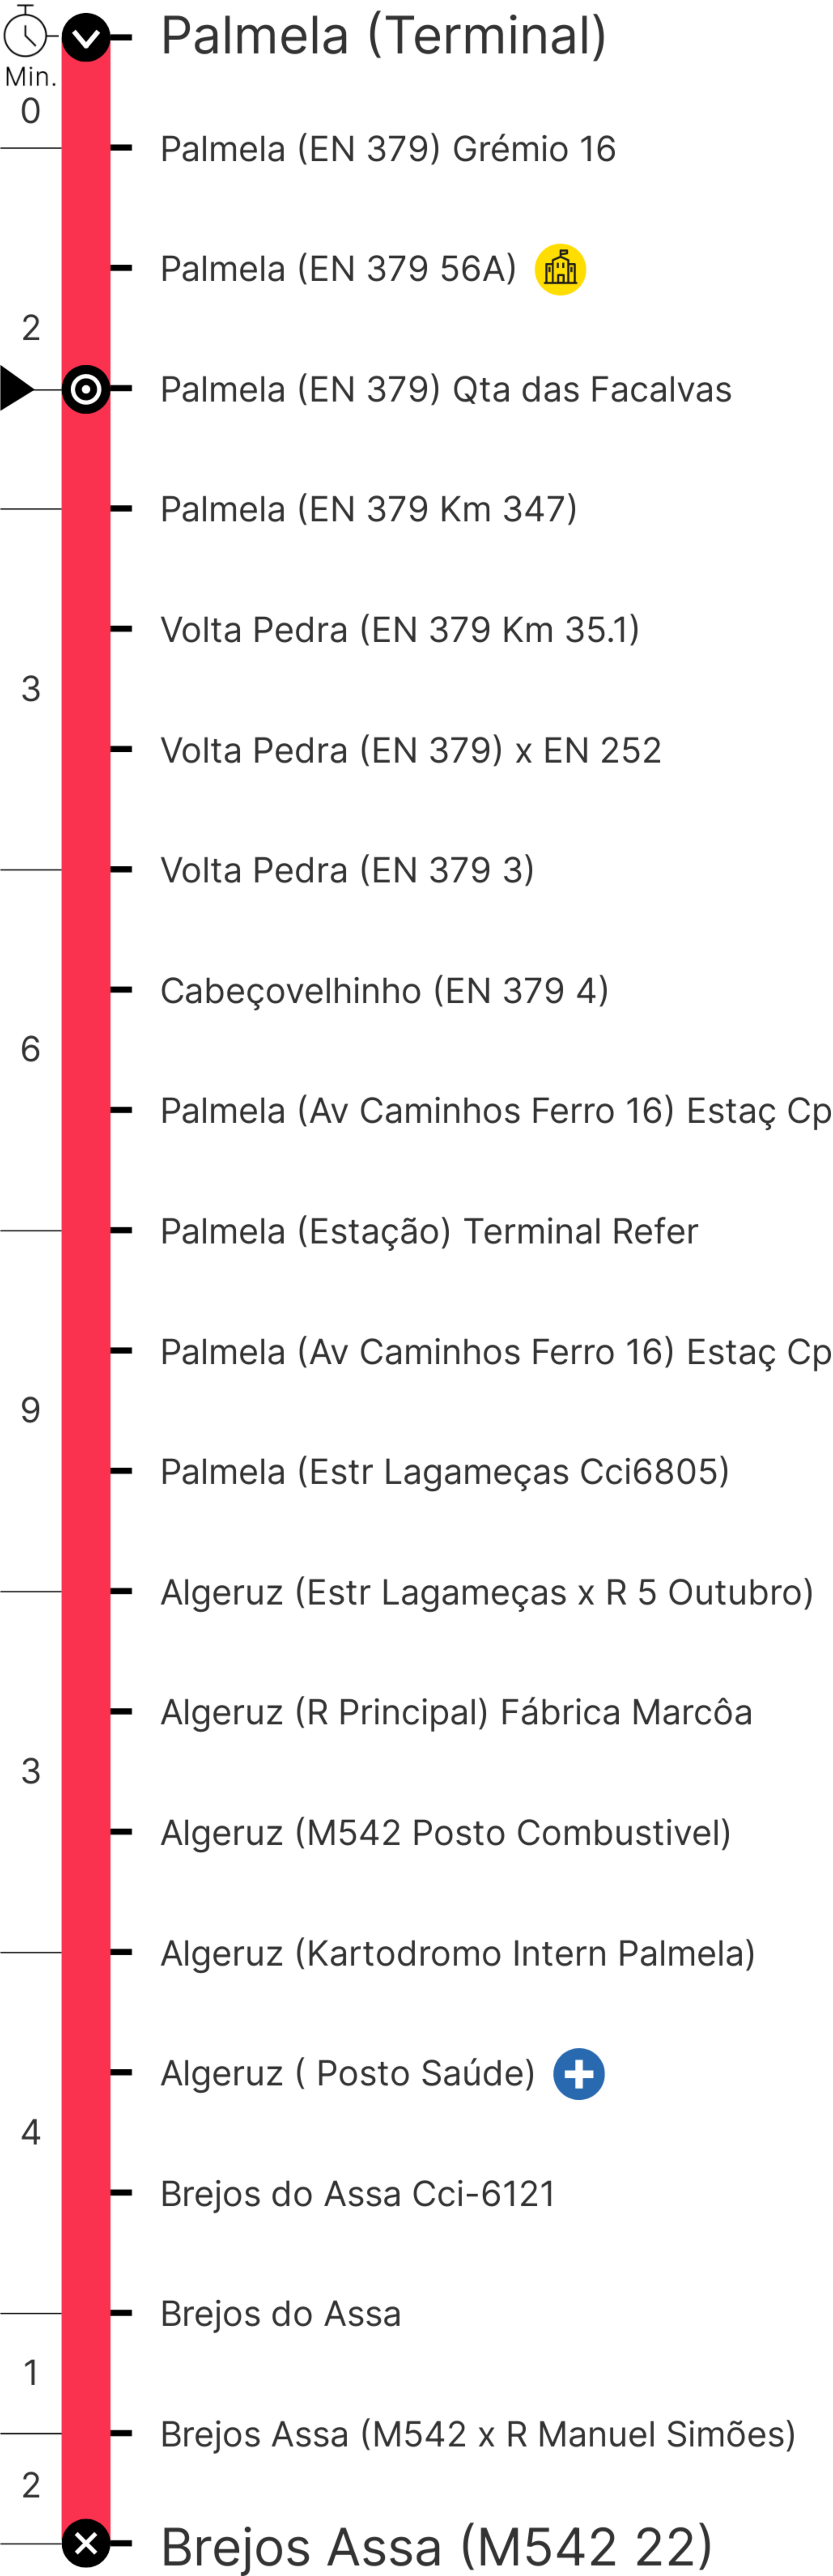 Palmela (Terminal)
Min.
0
Palmela (EN 379) Grémio 16
Palmela (EN 379 56A)
2
Palmela (EN 379) Qta das Facalvas
Palmela (EN 379 Km 347)
Volta Pedra (EN 379 Km 35.1)
3
Volta Pedra (EN 379) x EN 252
Volta Pedra (EN 379 3)
Cabeçovelhinho (EN 379 4)
6
Palmela (Av Caminhos Ferro 16) Estaç Cp
Palmela (Estação) Terminal Refer
Palmela (Av Caminhos Ferro 16) Estaç Cp
9
Palmela (Estr Lagameças Cci6805)
Algeruz (Estr Lagameças x R 5 Outubro)
Algeruz (R Principal) Fábrica Marcôa
3
Algeruz (M542 Posto Combustivel)
Algeruz (Kartodromo Intern Palmela)
Algeruz ( Posto Saúde)
4
Brejos do Assa Cci-6121
Brejos do Assa
1
Brejos Assa (M542 x R Manuel Simões)
2
Brejos Assa (M542 22)